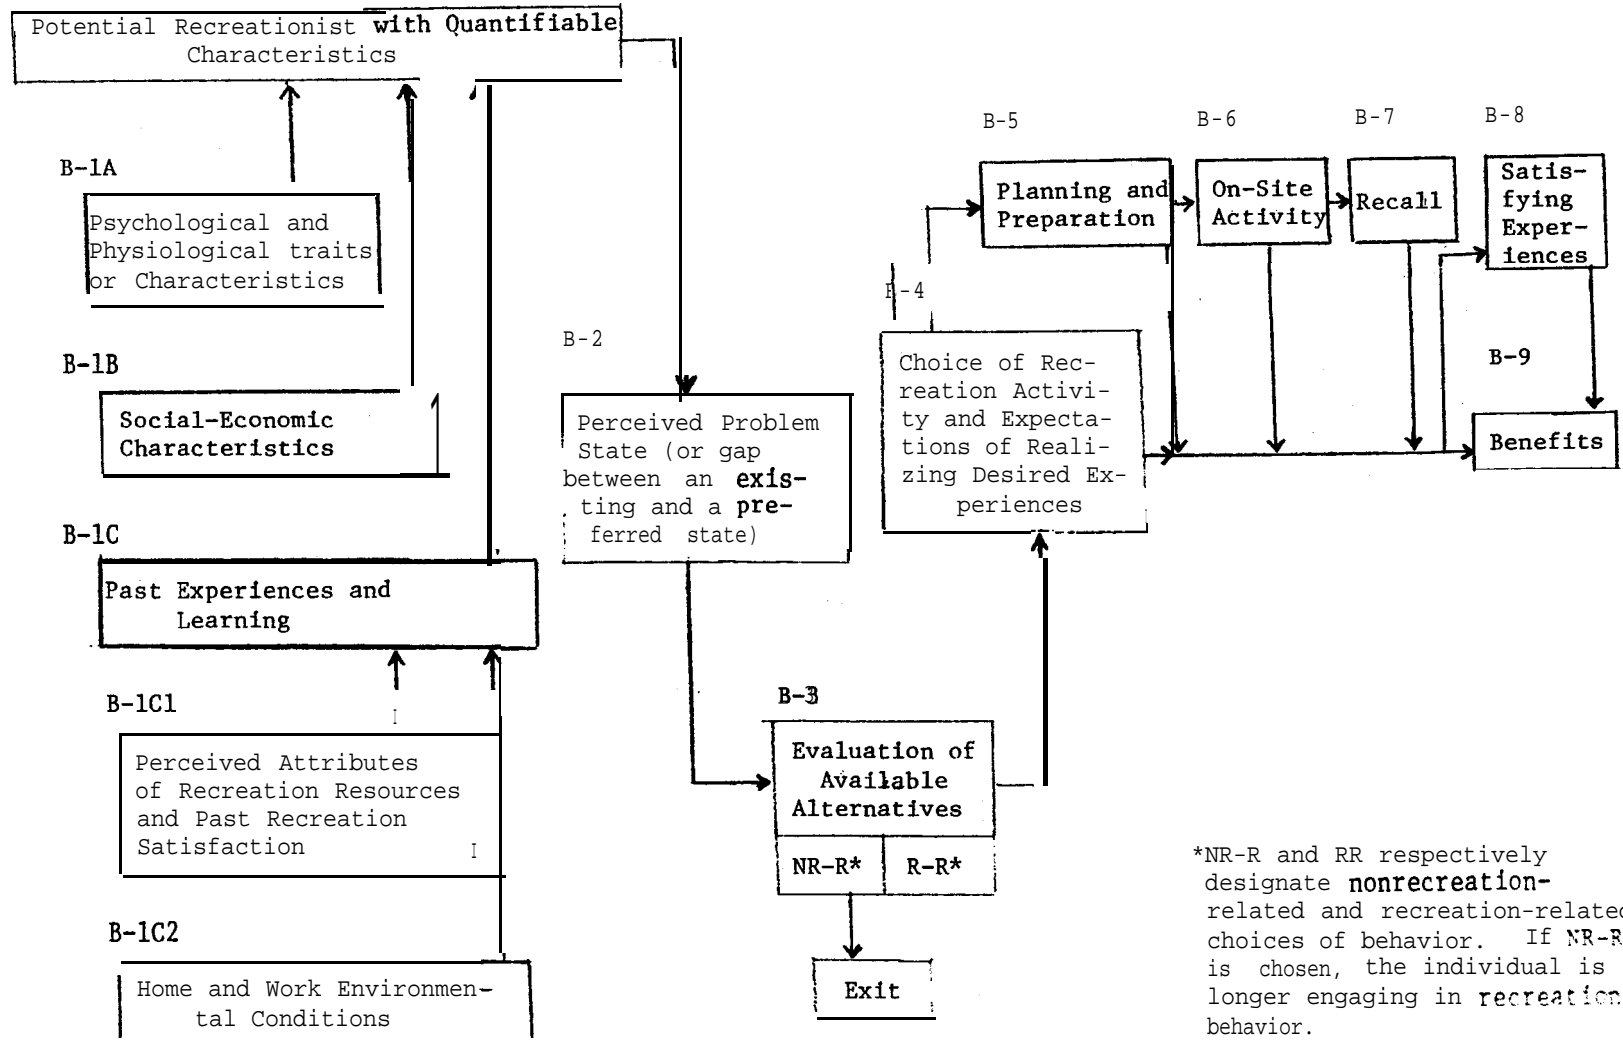 Potential Recreationist with Quantifiable
Characteristics
B-1A
Psychological and
Physiological traits
or Characteristics
B-1B
Social-Economic
Characteristics
B-1C
Past Experiences and
Learning
B-1C1
Perceived Attributes
of Recreation Resources
and Past Recreation
Satisfaction
B-1C2
Home and Work Environmen-
tal Conditions
B-2
Perceived Problem
State (or gap
between an exis-
ting and a pre-
ferred state)
B-3
Evaluation of
Available
Alternatives
NR-R* R-R*
Exit
B-4
Choice of Rec-
reation Activi-
ty and Expecta-
tions of Reali-
zing Desired Ex-
periences
B-5
Planning and
Preparation
B-6
On-Site
Activity
B-7
Recall
B-8
Satis-
fying
Exper-
iences
B-9
Benefits
*NR-R and RR respectively
designate nonrecreation-
related and recreation-related
choices of behavior. If NR-R
is chosen, the individual is
longer engaging in recreation
behavior.